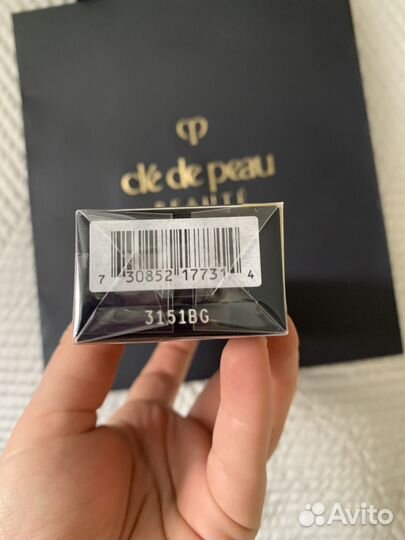 clé de peau
BEAUTÉ
7 30852 17731 4
3151BG
Avito